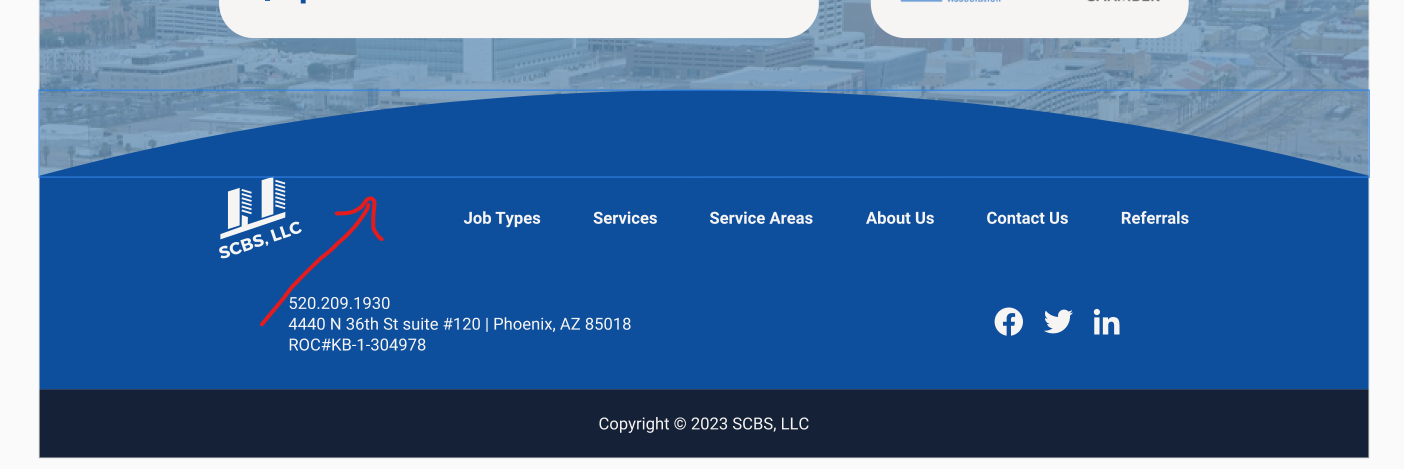 SCBS, LLC
Job Types Services Service Areas About Us Contact Us Referrals
520.209.1930
4440 N 36th St suite #120 | Phoenix, AZ 85018
ROC#KB-1-304978
Copyright © 2023 SCBS, LLC